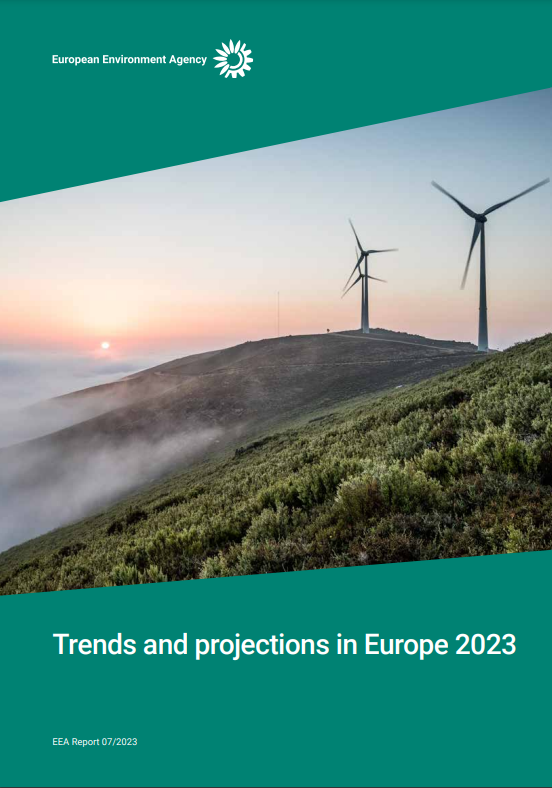 European Environment Agency
Trends and projections in Europe 2023
EEA Report 07/2023